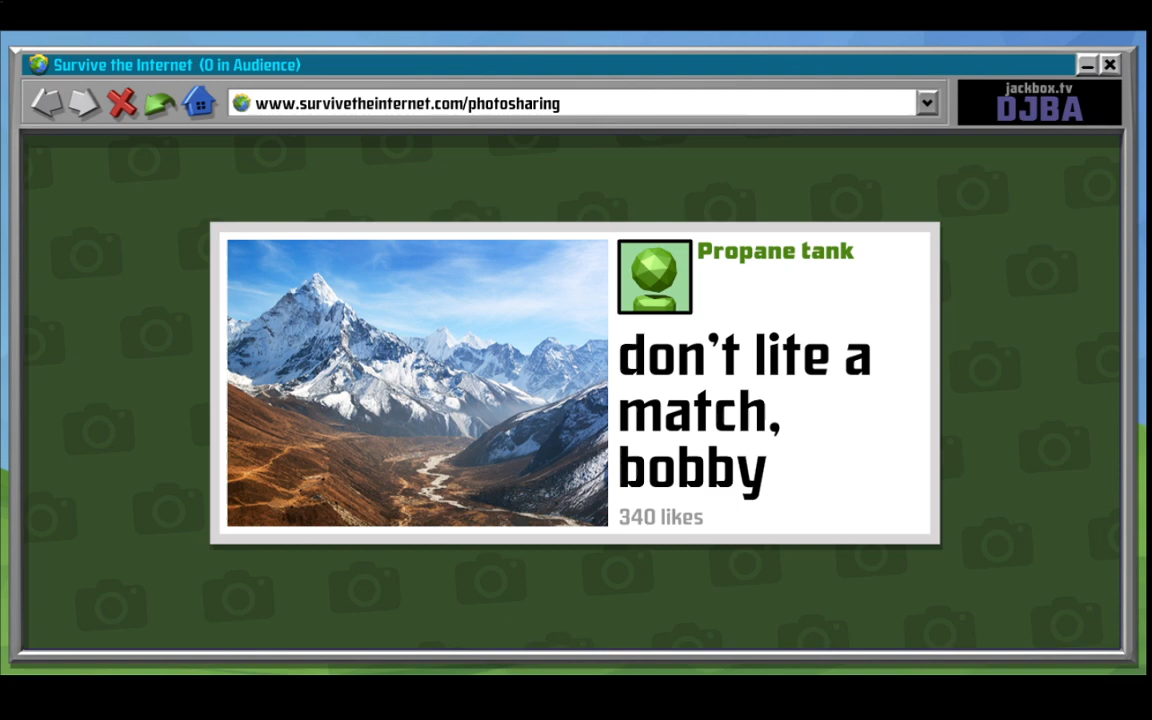 Survive the Internet (0 in Audience)
www.survivetheinternet.com/photosharing
jackbox.tv
DJBA
Propane tank
don't lite a
match,
bobby
340 likes